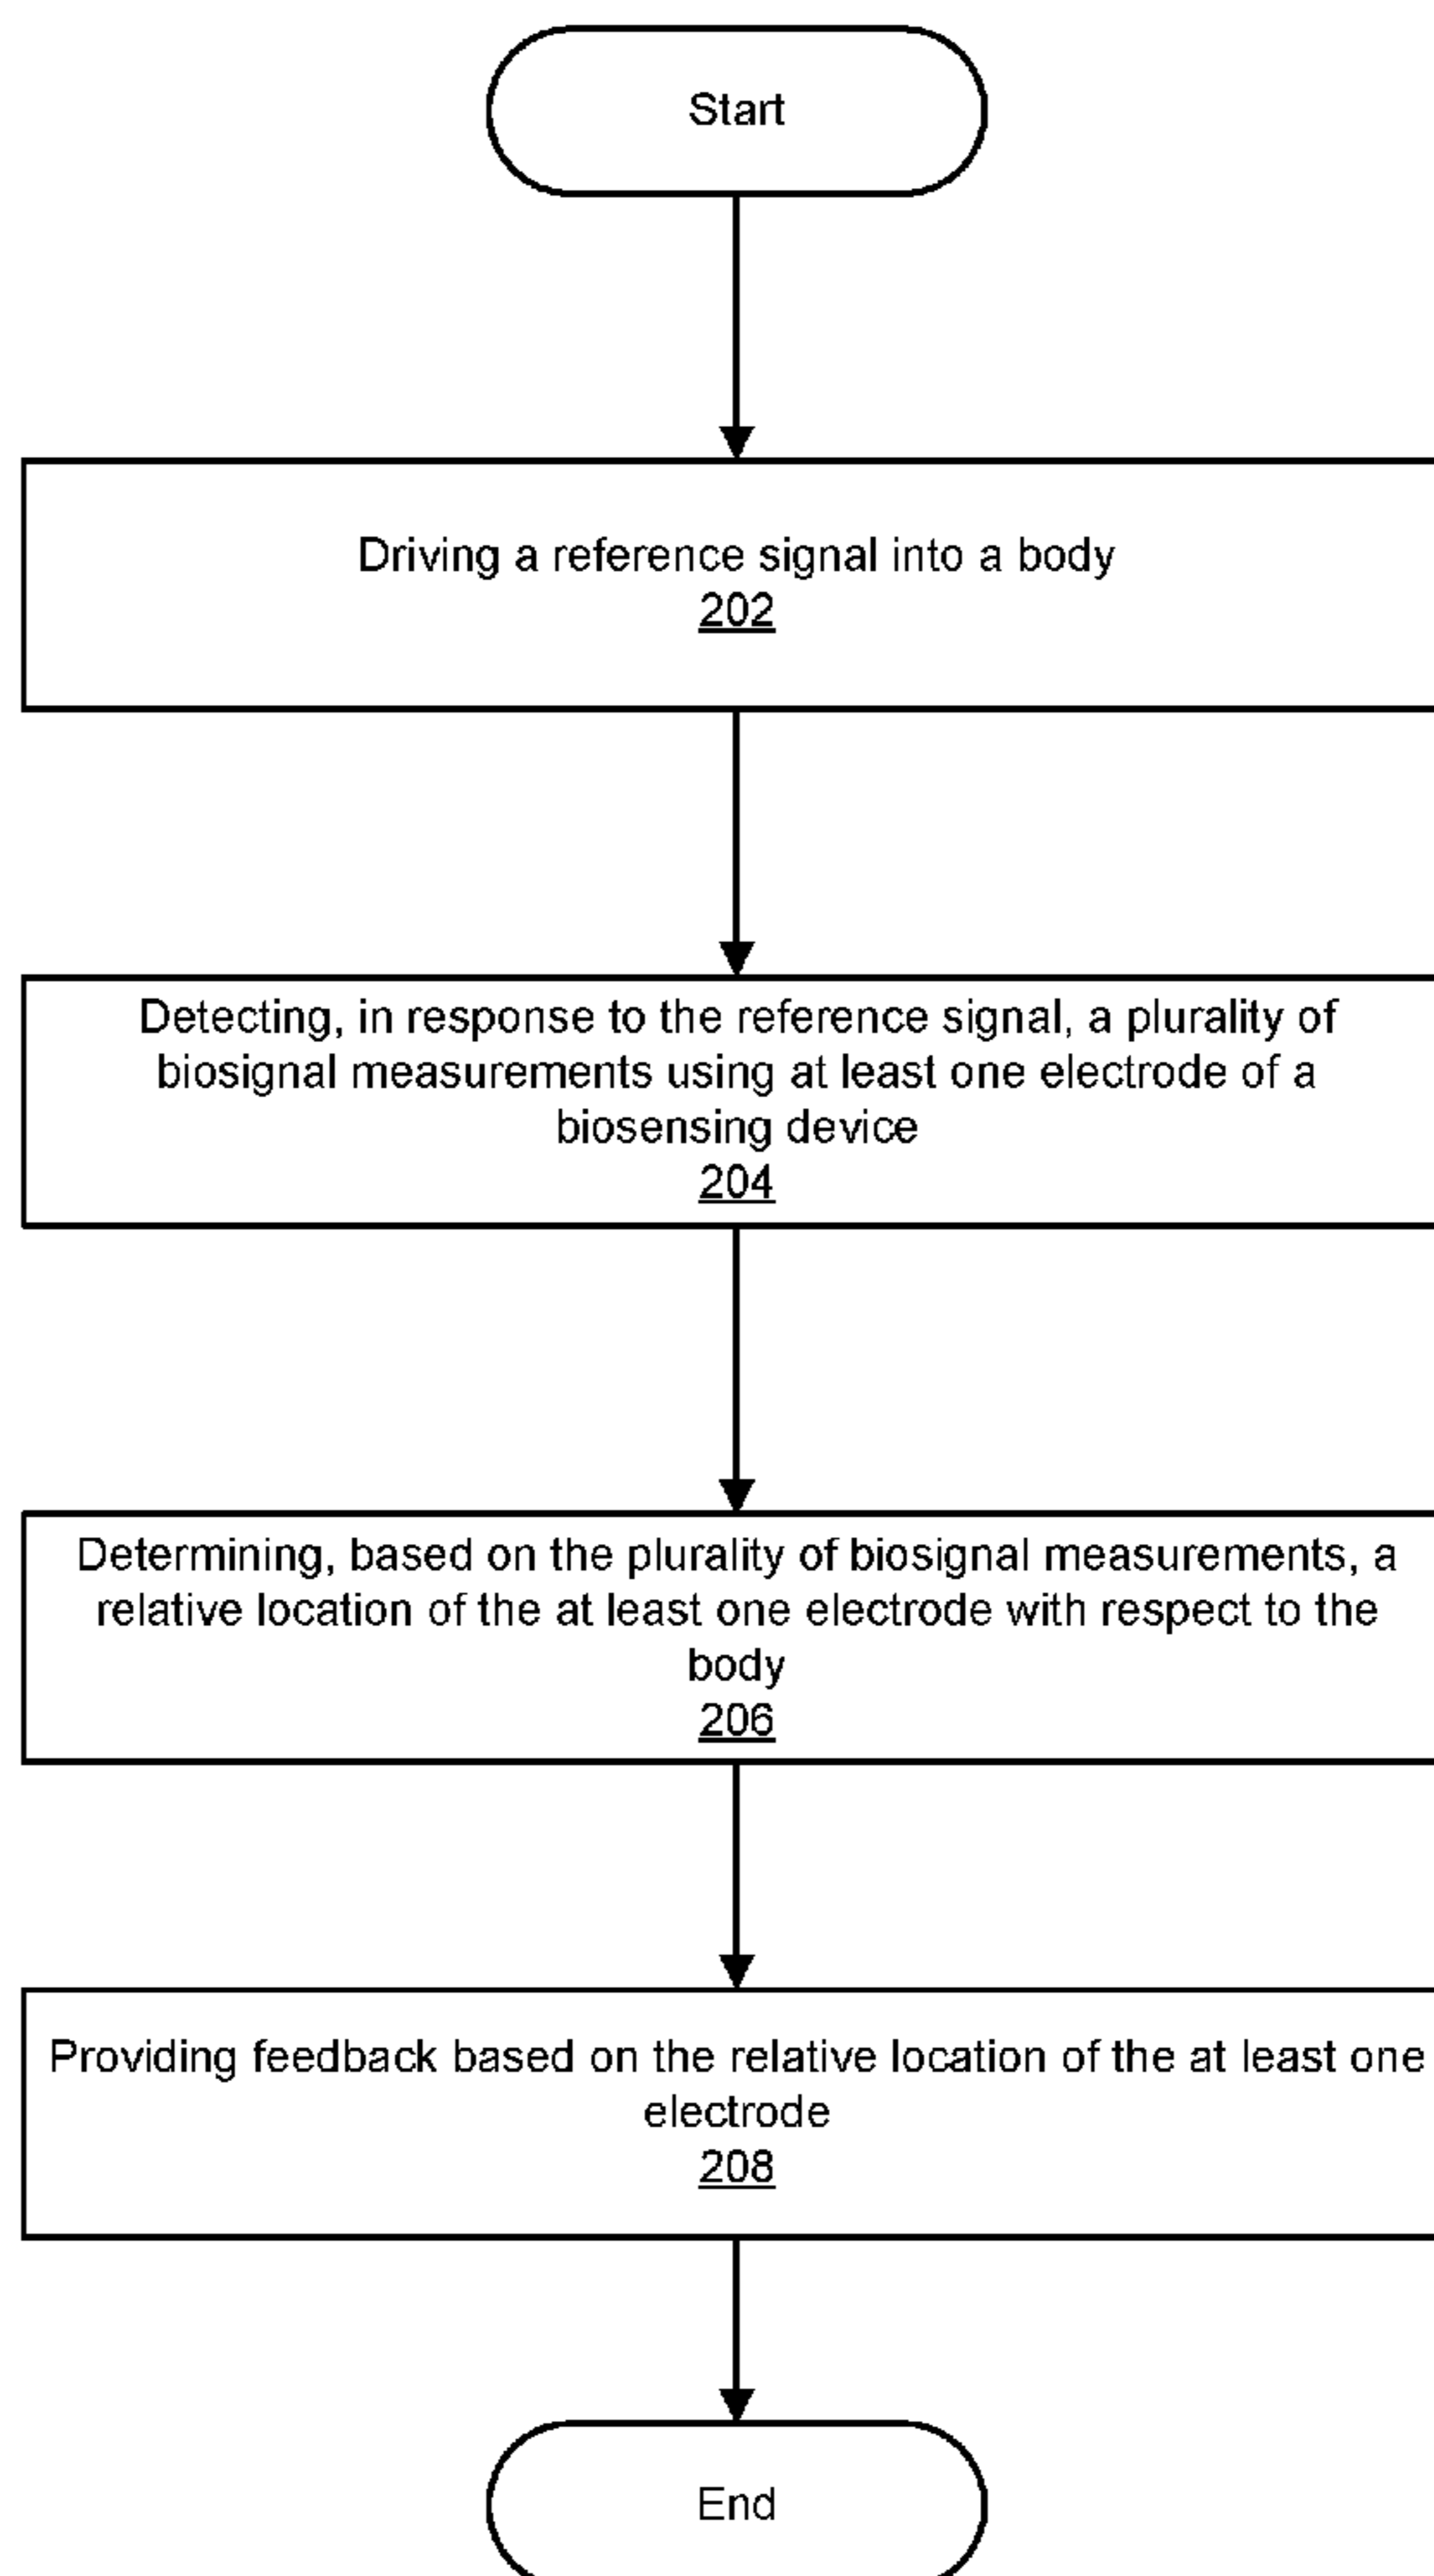 Start
Driving a reference signal into a body
202
Detecting, in response to the reference signal, a plurality of
biosignal measurements using at least one electrode of a
biosensing device
204
Determining, based on the plurality of biosignal measurements, a
relative location of the at least one electrode with respect to the
body
206
Providing feedback based on the relative location of the at least one
electrode
208
End